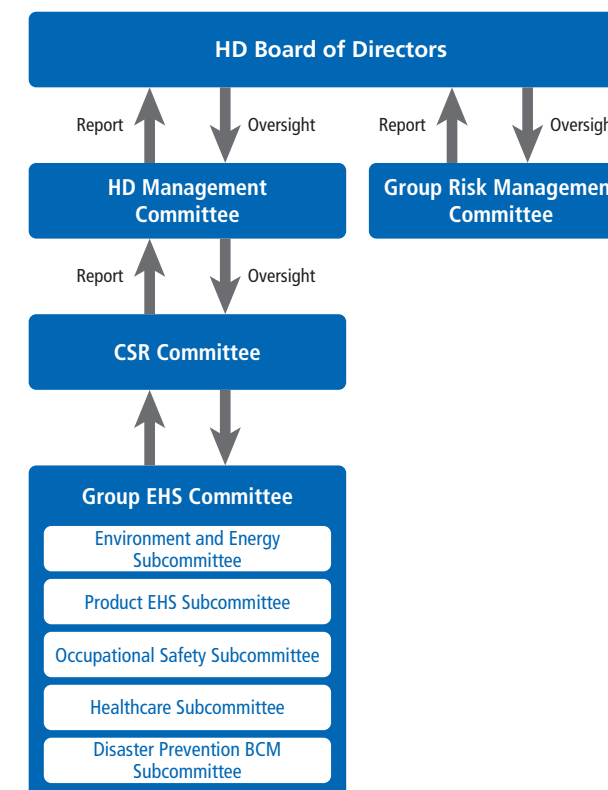 HD Board of Directors
Report
Oversight
Report
HD Management
Committee
Group Risk
Committee
Report
Oversight
CSR Committee
Group EHS Committee
Environment and Energy
Subcommittee
Product EHS Subcommittee
Occupational Safety Subcommittee
Healthcare Subcommittee
Disaster Prevention BCM
Subcommittee